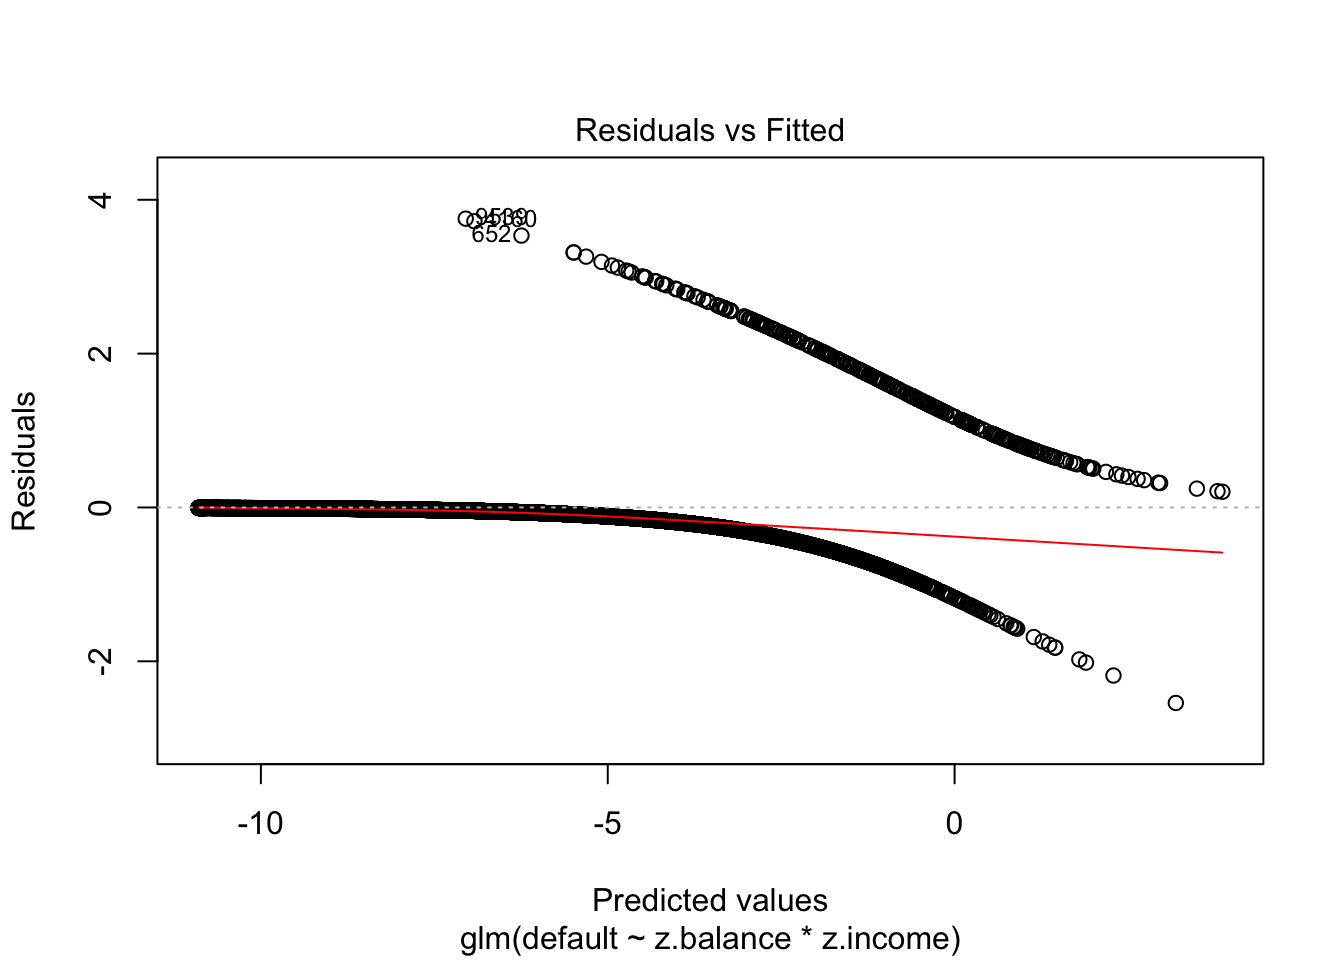 Residuals vs Fitted
4
2
0
-2
Residuals
652
-10
-5
0
Predicted values
glm(default ~ z.balance * z.income)